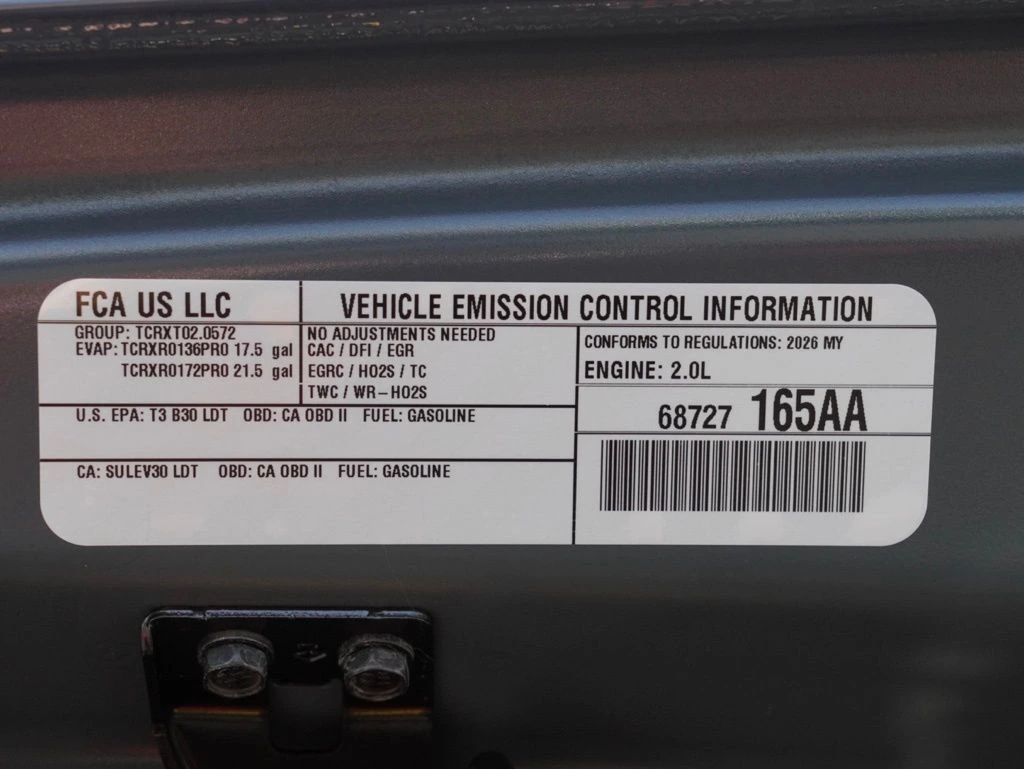 FCA US LLC
VEHICLE EMISSION CONTROL INFORMATION
GROUP: TCRXT02.0572
EVAP: TCRXR0136PR0 17.5 gal
TCRXR0172PR0 21.5 gal
NO ADJUSTMENTS NEEDED
CAC / DFI / EGR
EGRC / HO2S / TC
TWC / WR-HO2S
CONFORMS TO REGULATIONS: 2026 MY
ENGINE: 2.0L
68727 165AA
U.S. EPA: T3 B30 LDT OBD: CA OBD II FUEL: GASOLINE
CA: SULEV30 LDT OBD: CA OBD II FUEL: GASOLINE